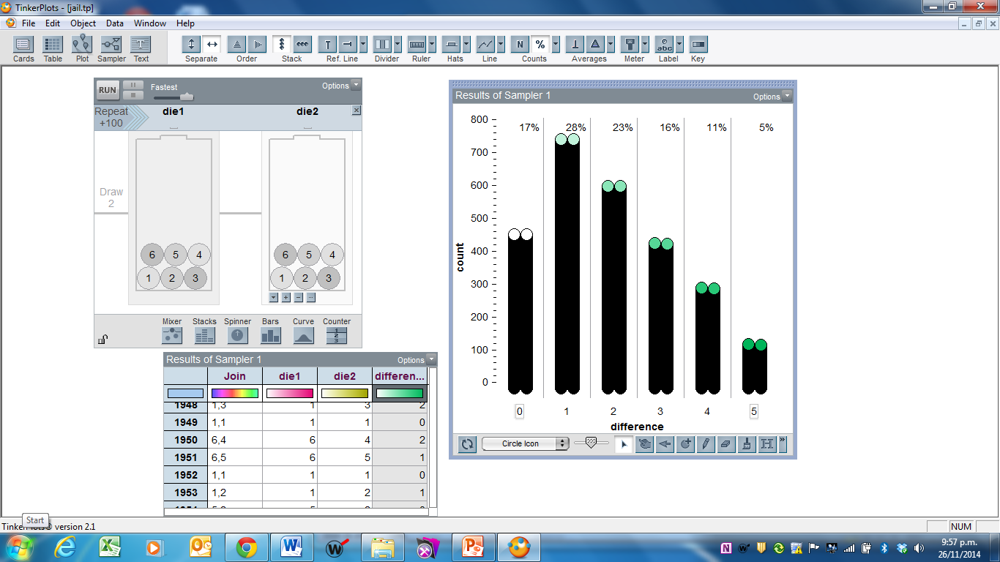 TinkerPlots - [jail.tp]
File Edit Object Data Window Help
Cards Table Plot Sampler Text Separate Order Stack Ref. Line Divider Ruler Hats Line Counts Averages Meter Label Key
N % abc
RUN
Fastest
Options
Repeat
+100
die1 die2
Draw
2
6 5 4 6 5 4
1 2 3 1 2 3
Mixer Stacks Spinner Bars Curve Counter
1
2
3
Results of Sampler 1 Options
Join die1 die2 differen...
1948 1,3 1 3 2
1949 1,1 1 1 0
1950 6,4 6 4 2
1951 6,5 6 5 1
1952 1,1 1 1 0
1953 1,2 1 2 1
Results of Sampler 1 Options
17% 28% 23% 16% 11% 5%
800
700
600
500
400
300
200
100
0
count
0 1 2 3 4 5
difference
Circle Icon
Start
TinkerPlots® version 2.1
NUM
9:57 p.m.
26/11/2014